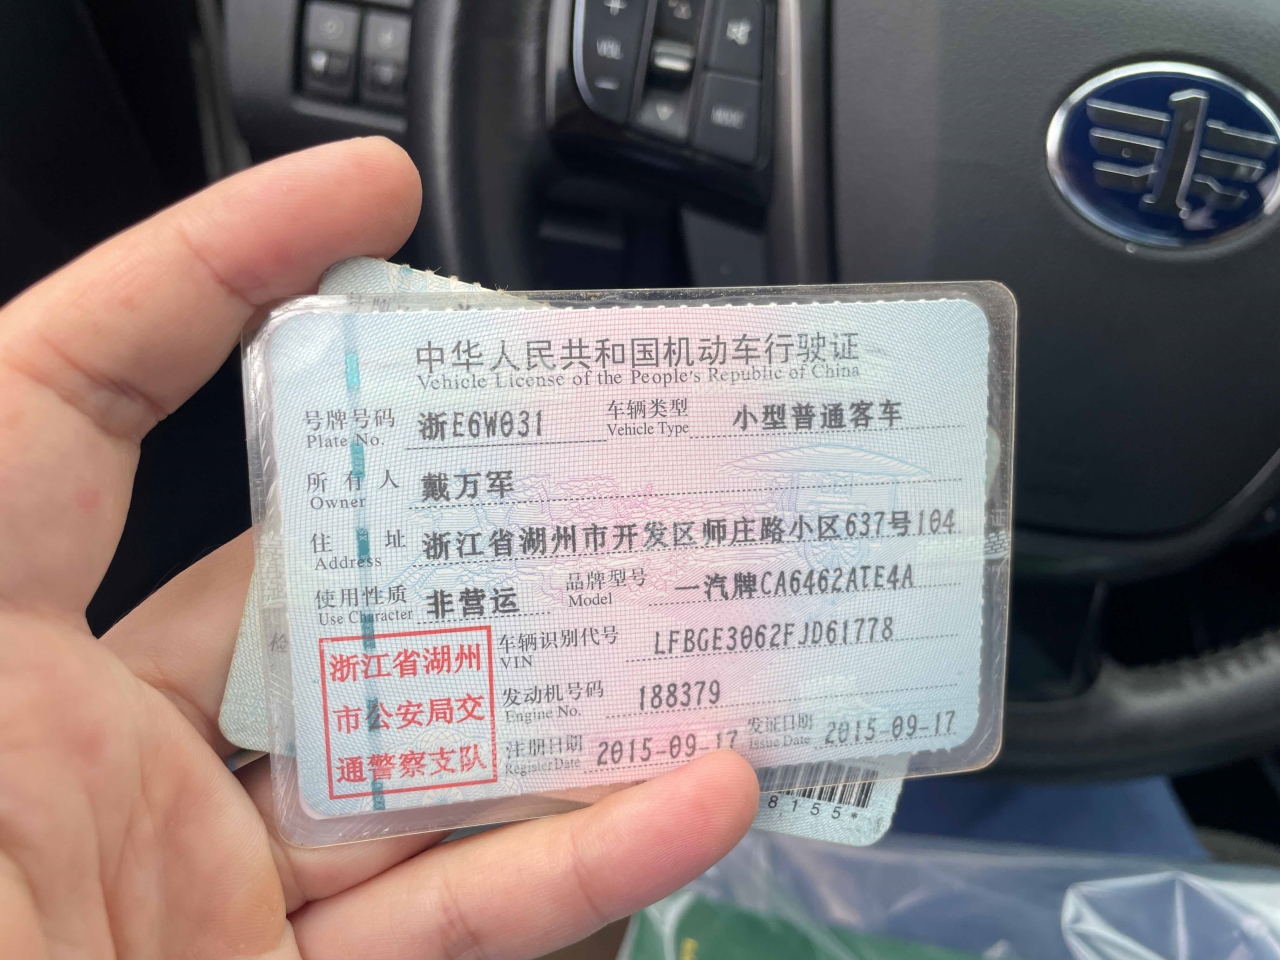 VOL
中华人民共和国机动车行驶证
Vehicle License of the People's Republic of China
号牌号码 浙E6W031 车辆类型 小型普通客车
Plate No. Vehicle Type
所有人 戴万军
Owner
住址 浙江省湖州市开发区师庄路小区637号104
Address
使用性质 非营运 品牌型号 一汽牌CA6462ATE4A
Use Character Model
浙江省湖州
市公安局交
通警察支队
车辆识别代号 LFBGE3062FJD61778
VIN
发动机号码 188379
Engine No.
注册日期 2015-09-17 发证日期 2015-09-17
Register Date Issue Date
8155*